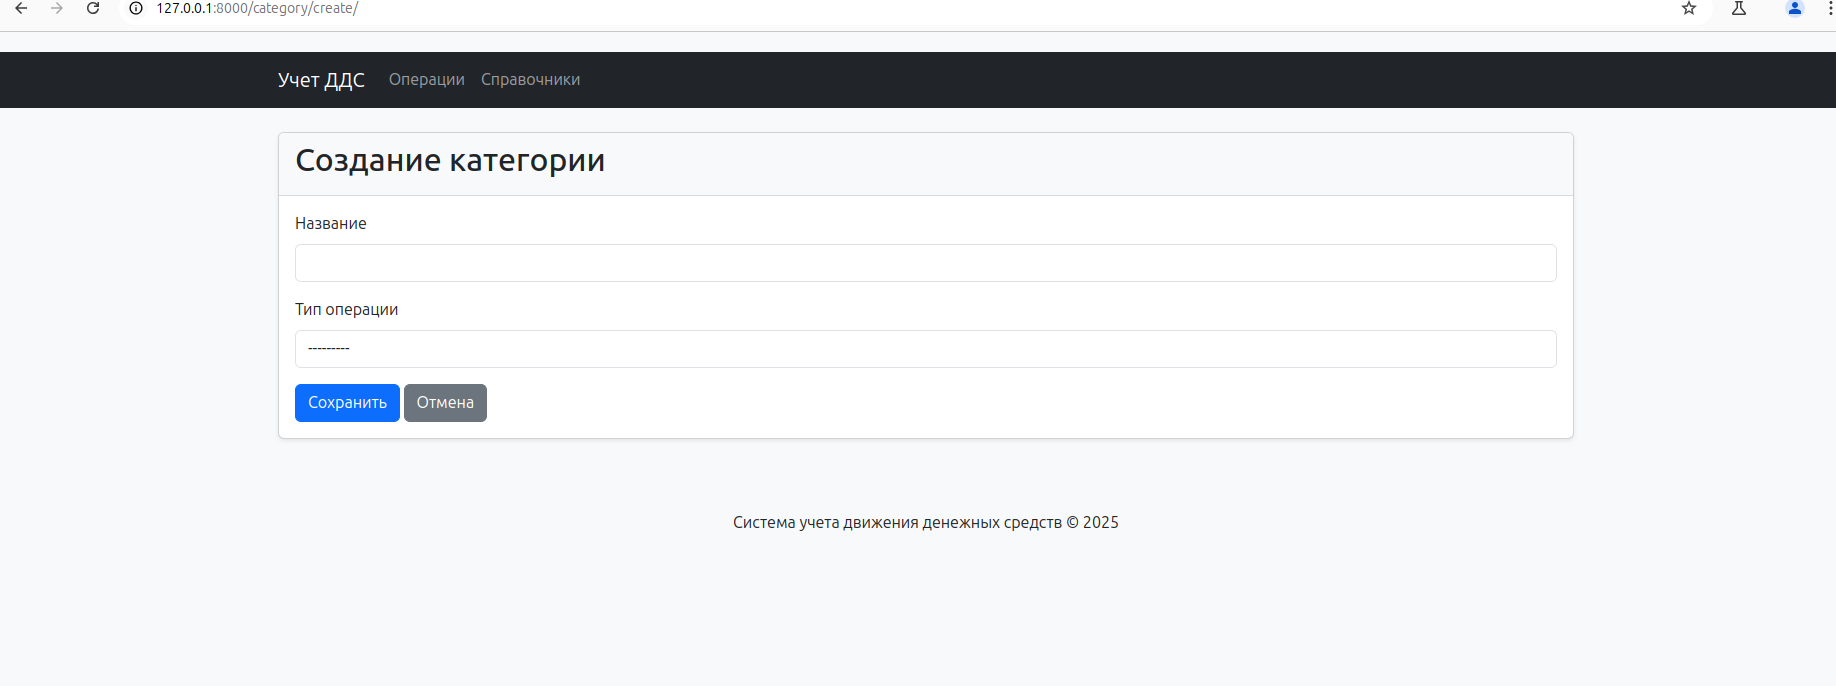 127.0.0.1:8000/category/create/
Учет ДДС Операции Справочники
Создание категории
Название
Тип операции
---------
Сохранить Отмена
Система учета движения денежных средств © 2025